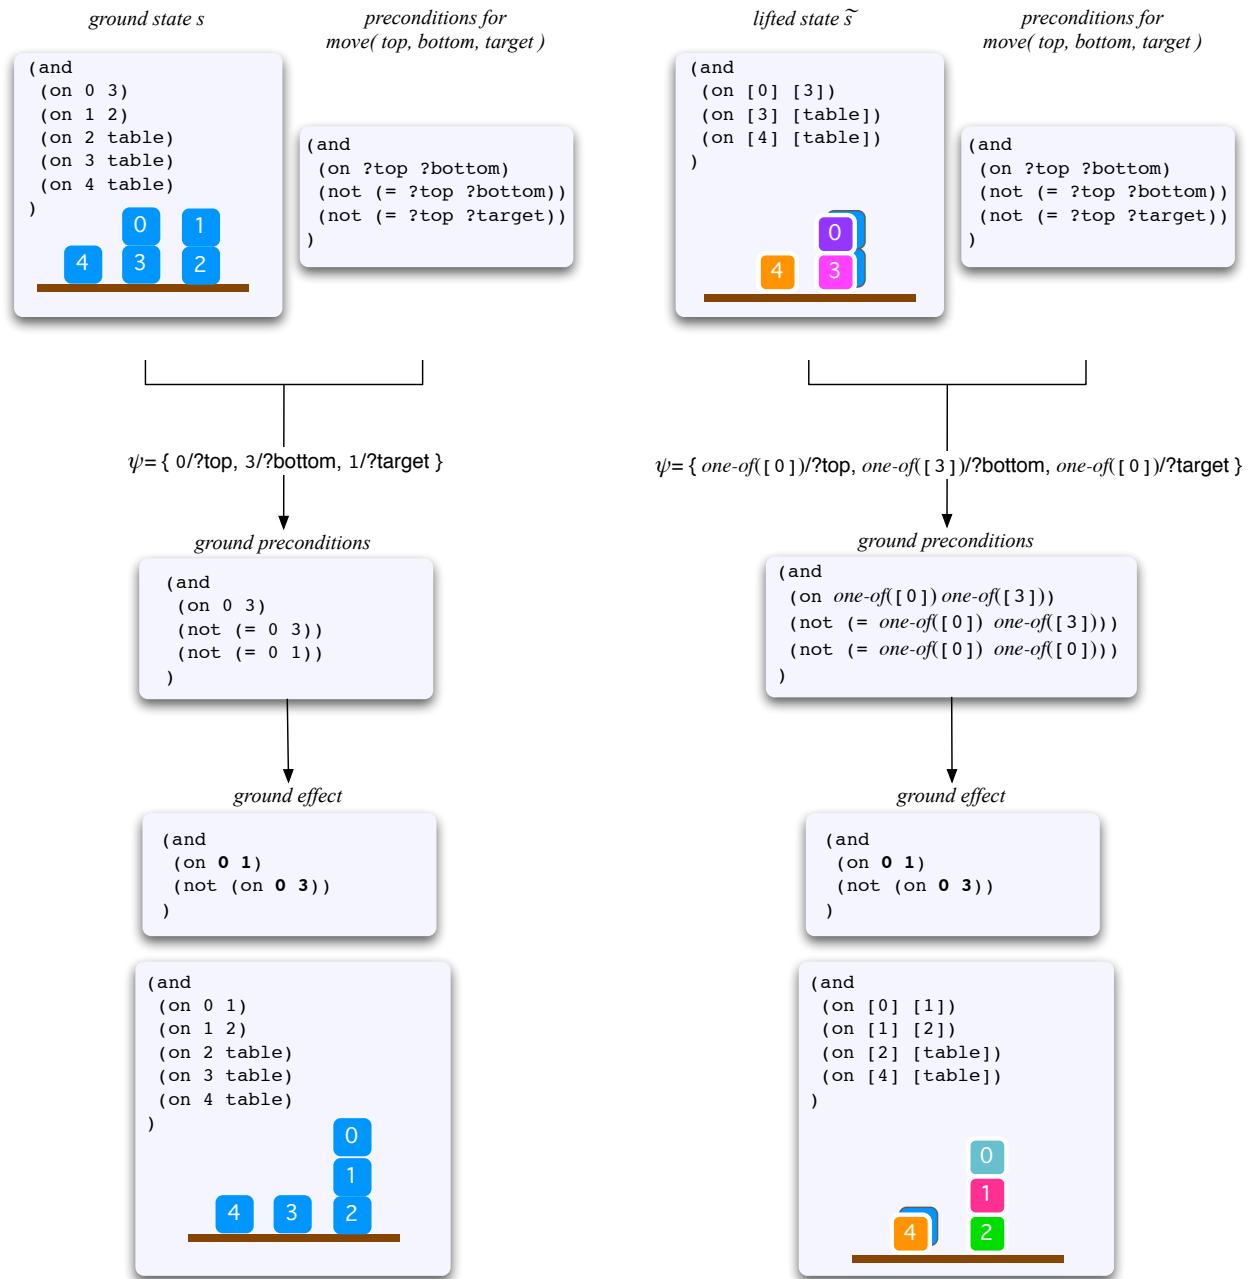 ground state s
preconditions for
move( top, bottom, target )
(and
(on 0 3)
(on 1 2)
(on 2 table)
(on 3 table)
(on 4 table)
)
0 1
4 3 2
(and
(on ?top ?bottom)
(not (= ?top ?bottom))
(not (= ?top ?target))
)
ψ= { 0/?top, 3/?bottom, 1/?target }
ground preconditions
(and
(on 0 3)
(not (= 0 3))
(not (= 0 1))
)
ground effect
(and
(on 0 1)
(not (on 0 3))
)
(and
(on 0 1)
(on 1 2)
(on 2 table)
(on 3 table)
(on 4 table)
)
0
1
4 3 2
lifted state s̃
preconditions for
move( top, bottom, target )
(and
(on [0] [3])
(on [3] [table])
(on [4] [table])
)
0
4 3
(and
(on ?top ?bottom)
(not (= ?top ?bottom))
(not (= ?top ?target))
)
ψ= { one-of([0])/?top, one-of([3])/?bottom, one-of([0])/?target }
ground preconditions
(and
(on one-of([0]) one-of([3]))
(not (= one-of([0]) one-of([3])))
(not (= one-of([0]) one-of([0])))
)
ground effect
(and
(on 0 1)
(not (on 0 3))
)
(and
(on [0] [1])
(on [1] [2])
(on [2] [table])
(on [4] [table])
)
0
1
4 2